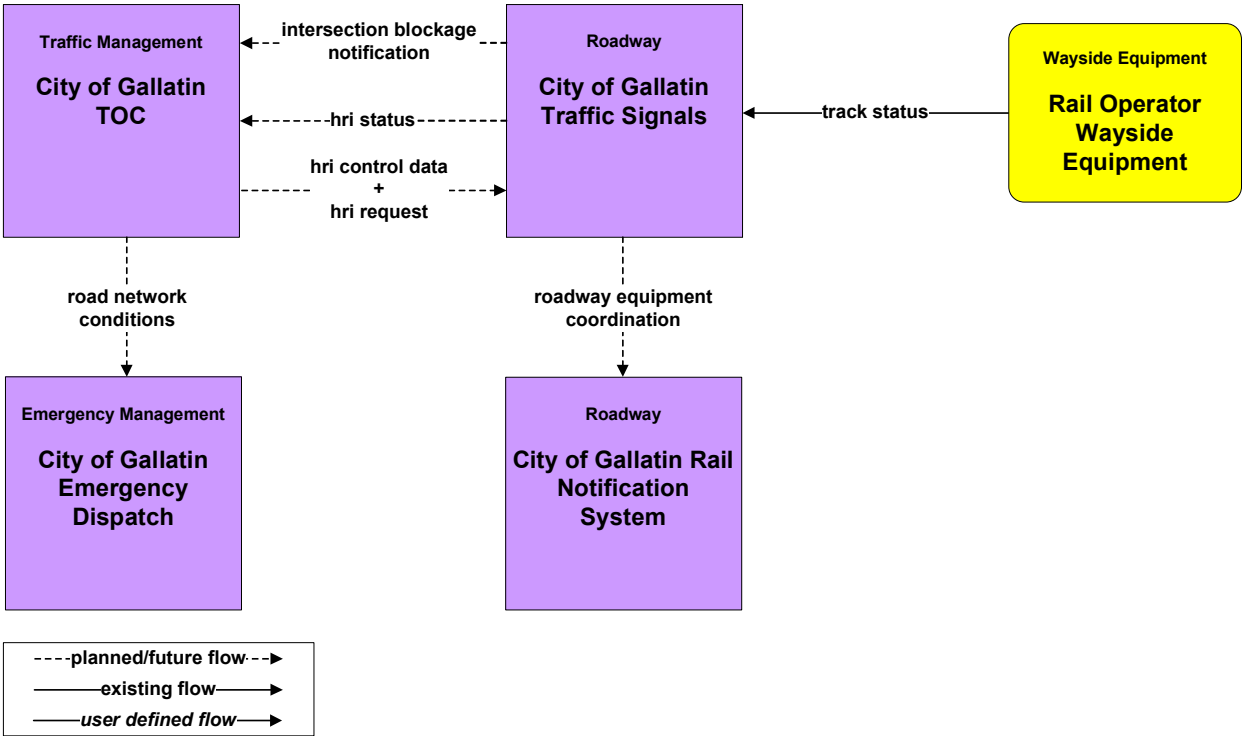 Traffic Management
City of Gallatin
TOC
intersection blockage
notification
hri status
hri control data
+
hri request
Roadway
City of Gallatin
Traffic Signals
track status
Wayside Equipment
Rail Operator
Wayside
Equipment
road network
conditions
roadway equipment
coordination
Emergency Management
City of Gallatin
Emergency
Dispatch
Roadway
City of Gallatin Rail
Notification
System
planned/future flow
existing flow
user defined flow